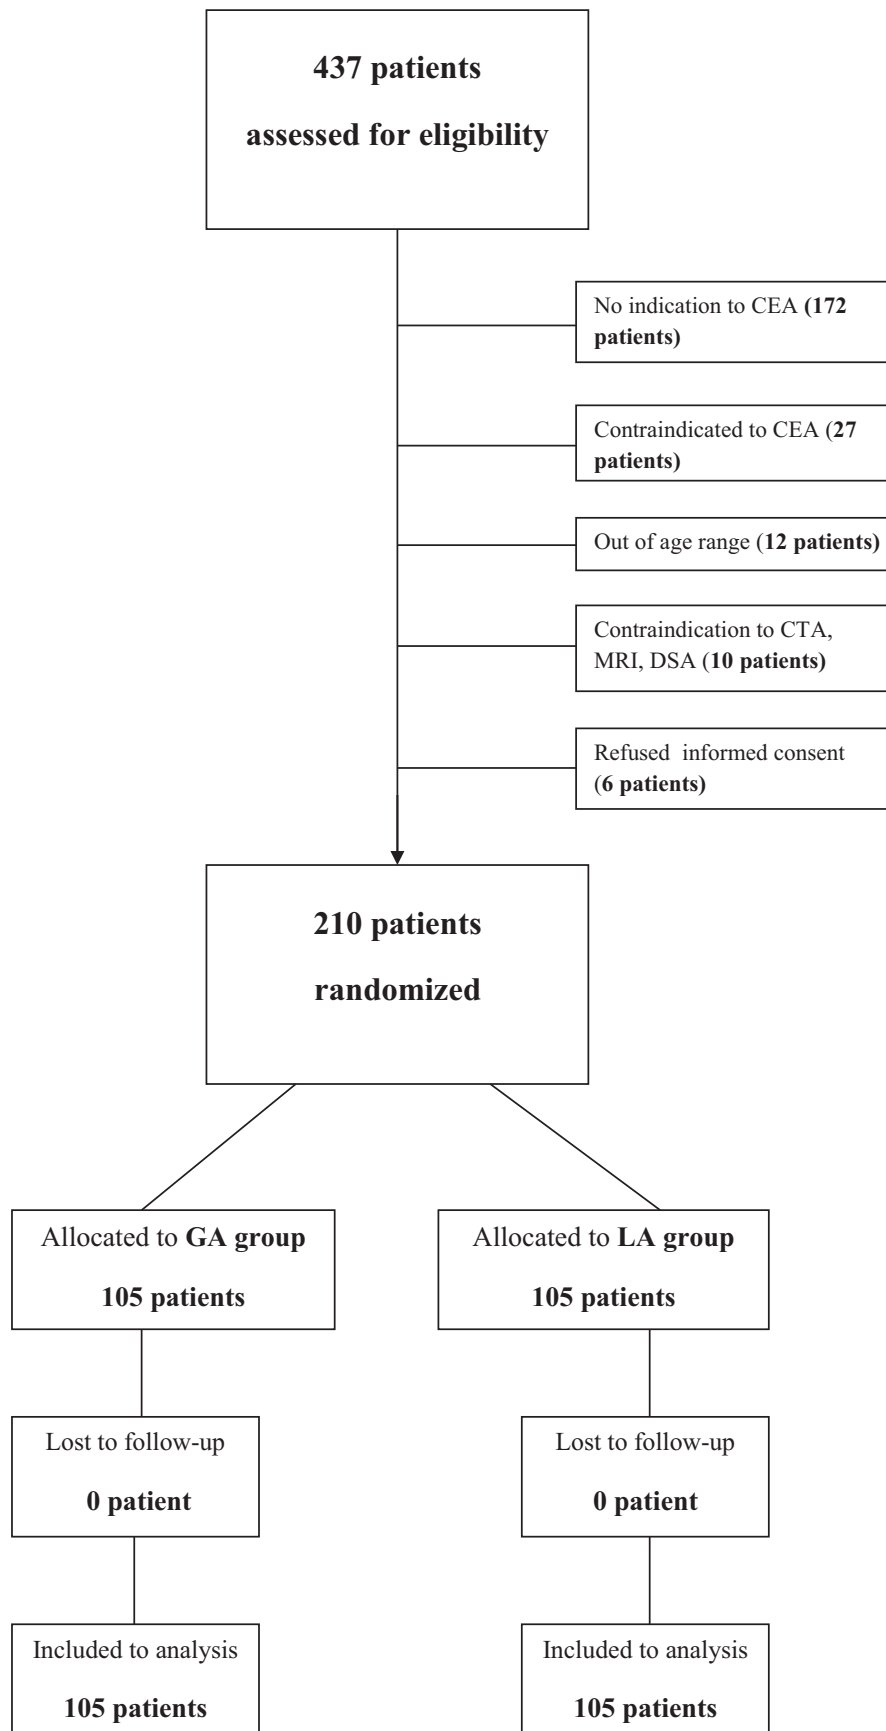 437 patients
assessed for eligibility
No indication to CEA (172
patients)
Contraindicated to CEA (27
patients)
Out of age range (12 patients)
Contraindication to CTA,
MRI, DSA (10 patients)
Refused informed consent
(6 patients)
210 patients
randomized
Allocated to GA group
105 patients
Allocated to LA group
105 patients
Lost to follow-up
0 patient
Lost to follow-up
0 patient
Included to analysis
105 patients
Included to analysis
105 patients